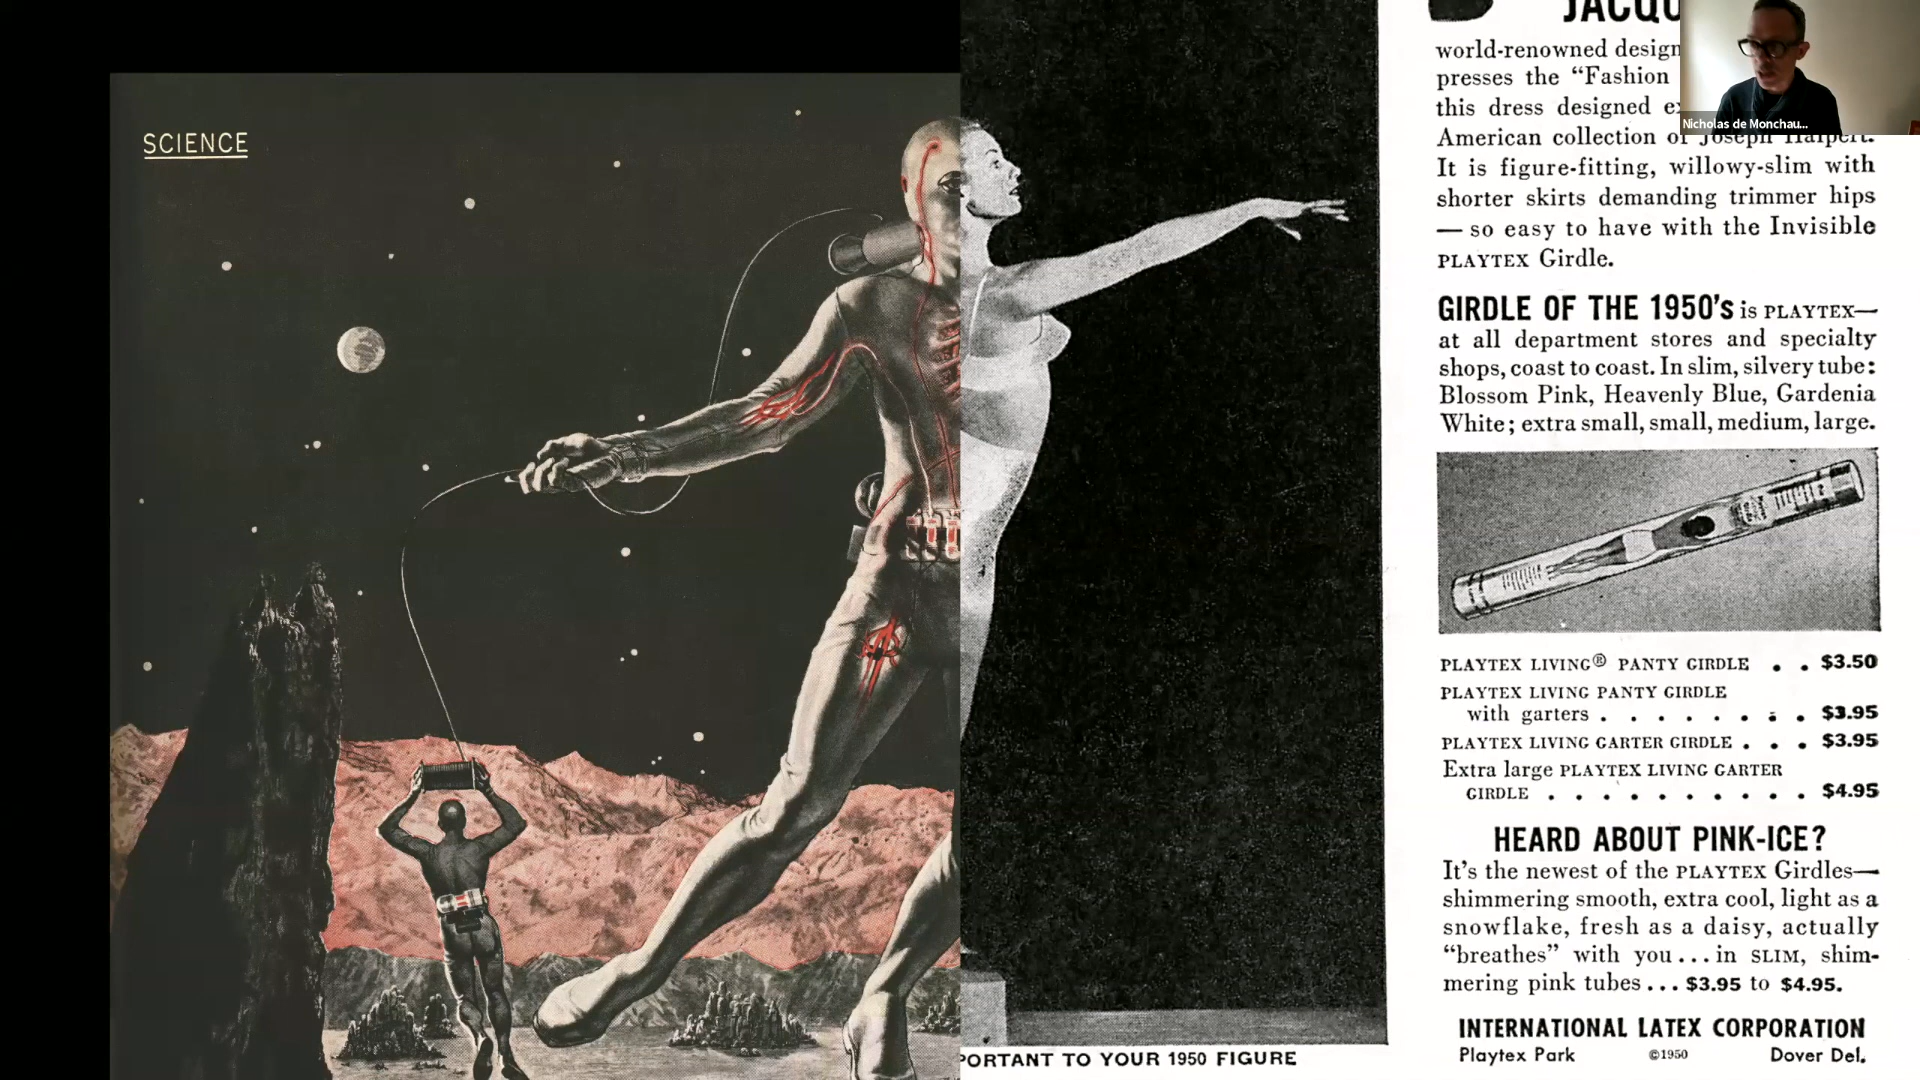 SCIENCE
JACQU
world-renowned design
presses the “Fashion
this dress designed ex
American collection of Joseph Halpert.
It is figure-fitting, willowy-slim with
shorter skirts demanding trimmer hips
— so easy to have with the Invisible
PLAYTEX Girdle.
GIRDLE OF THE 1950's is PLAYTEX—
at all department stores and specialty
shops, coast to coast. In slim, silvery tube:
Blossom Pink, Heavenly Blue, Gardenia
White; extra small, small, medium, large.
PLAYTEX LIVING® PANTY GIRDLE . . $3.50
PLAYTEX LIVING PANTY GIRDLE
with garters . . . . . . . . . $3.95
PLAYTEX LIVING GARTER GIRDLE . . . $3.95
Extra large PLAYTEX LIVING GARTER
GIRDLE . . . . . . . . . . . $4.95
HEARD ABOUT PINK-ICE?
It's the newest of the PLAYTEX Girdles—
shimmering smooth, extra cool, light as a
snowflake, fresh as a daisy, actually
“breathes” with you...in SLIM, shim-
mering pink tubes... $3.95 to $4.95.
INTERNATIONAL LATEX CORPORATION
Playtex Park ©1950 Dover Del.
PORTANT TO YOUR 1950 FIGURE
Nicholas de Monchau...